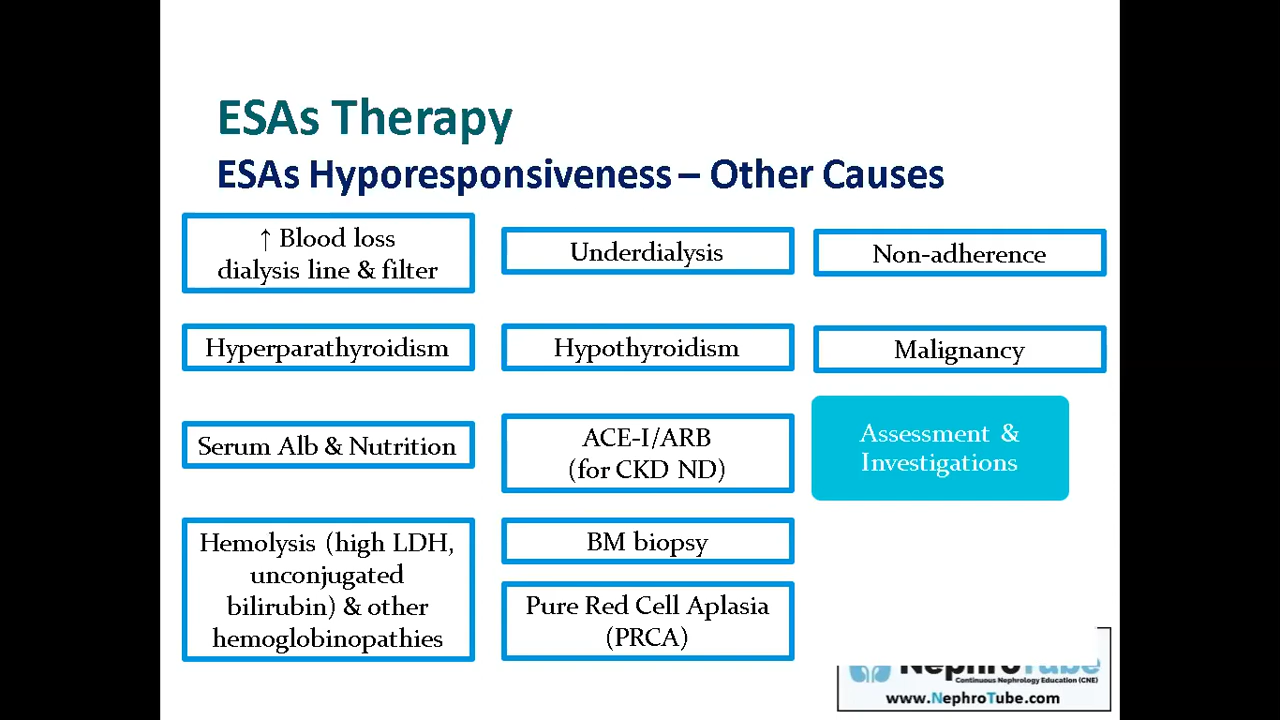 ESAs Therapy
ESAs Hyporesponsiveness – Other Causes
↑ Blood loss
dialysis line & filter
Underdialysis
Non-adherence
Hyperparathyroidism
Hypothyroidism
Malignancy
Serum Alb & Nutrition
ACE-I/ARB
(for CKD ND)
Assessment &
Investigations
Hemolysis (high LDH,
unconjugated
bilirubin) & other
hemoglobinopathies
BM biopsy
Pure Red Cell Aplasia
(PRCA)
NephroTube
Continuous Nephrology Education (CNE)
www.NephroTube.com